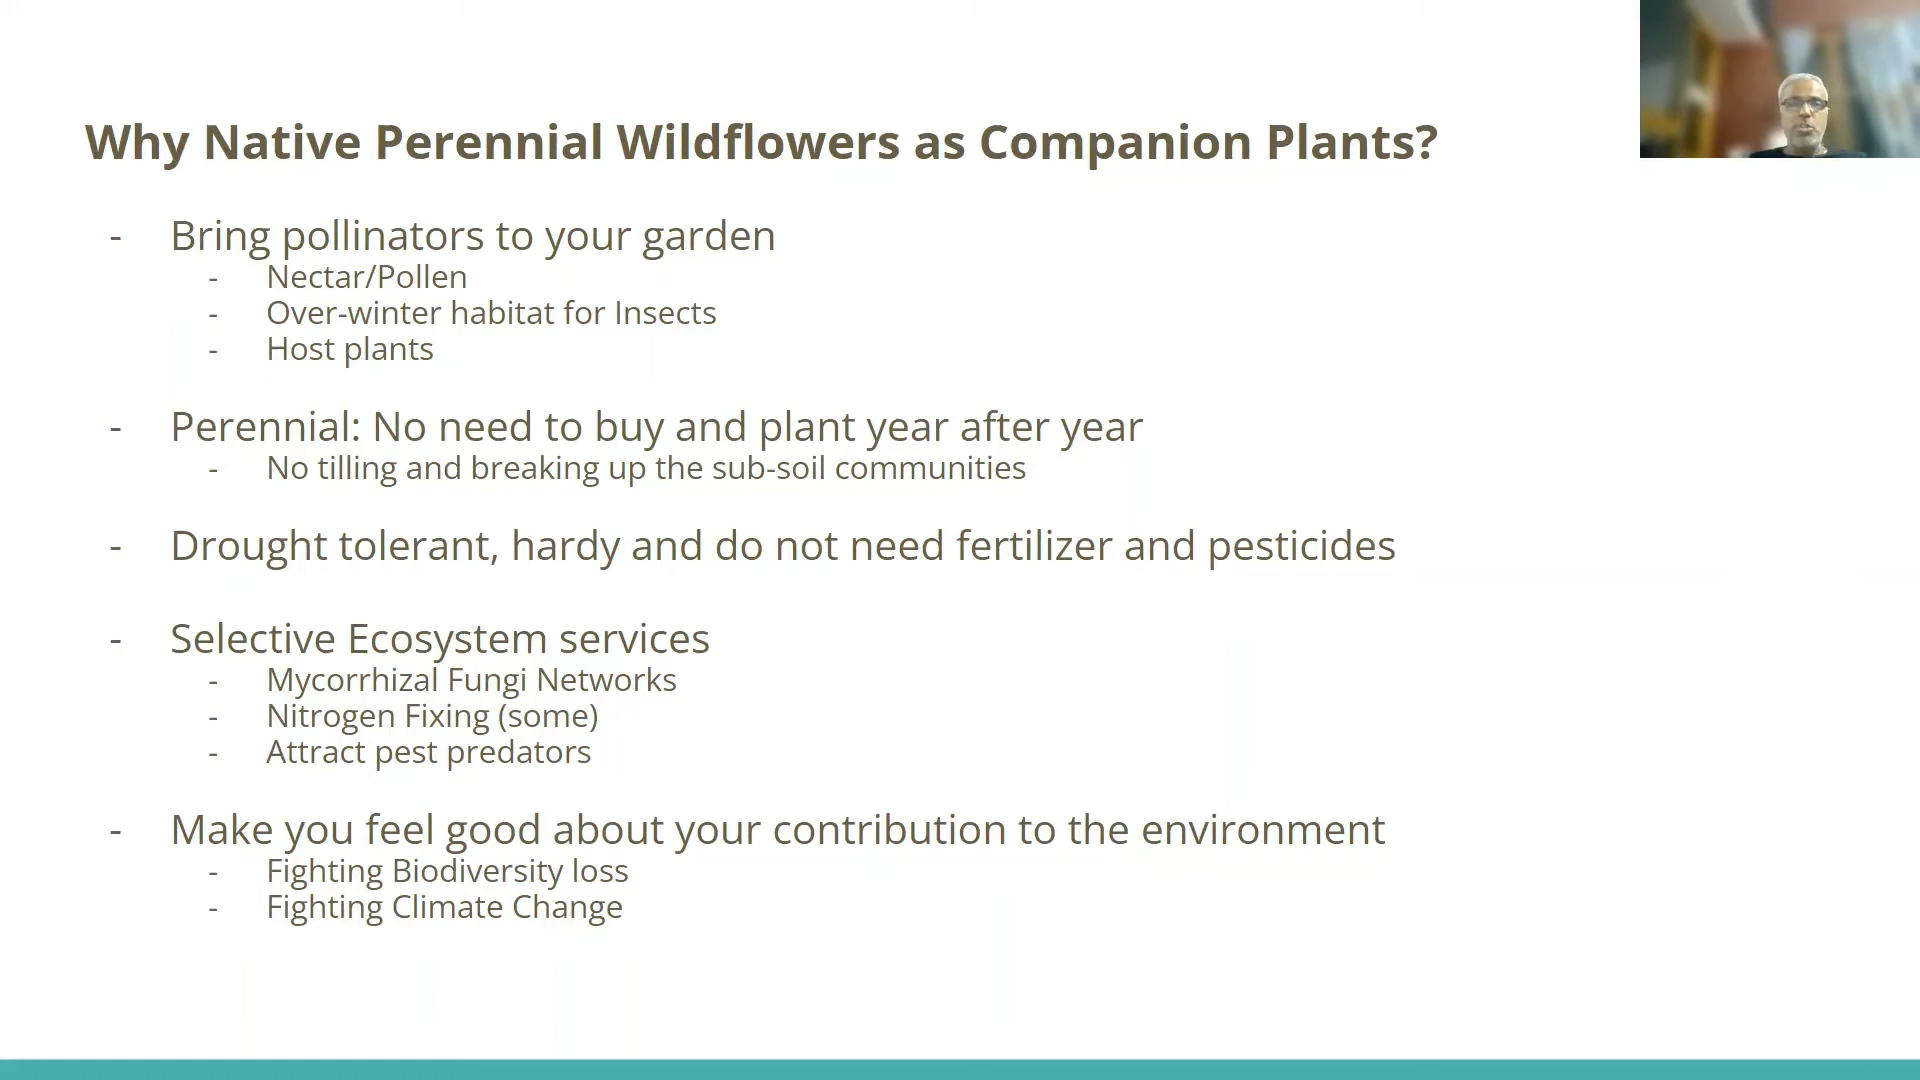 Why Native Perennial Wildflowers as Companion Plants?
- Bring pollinators to your garden
- Nectar/Pollen
- Over-winter habitat for Insects
- Host plants
- Perennial: No need to buy and plant year after year
- No tilling and breaking up the sub-soil communities
- Drought tolerant, hardy and do not need fertilizer and pesticides
- Selective Ecosystem services
- Mycorrhizal Fungi Networks
- Nitrogen Fixing (some)
- Attract pest predators
- Make you feel good about your contribution to the environment
- Fighting Biodiversity loss
- Fighting Climate Change